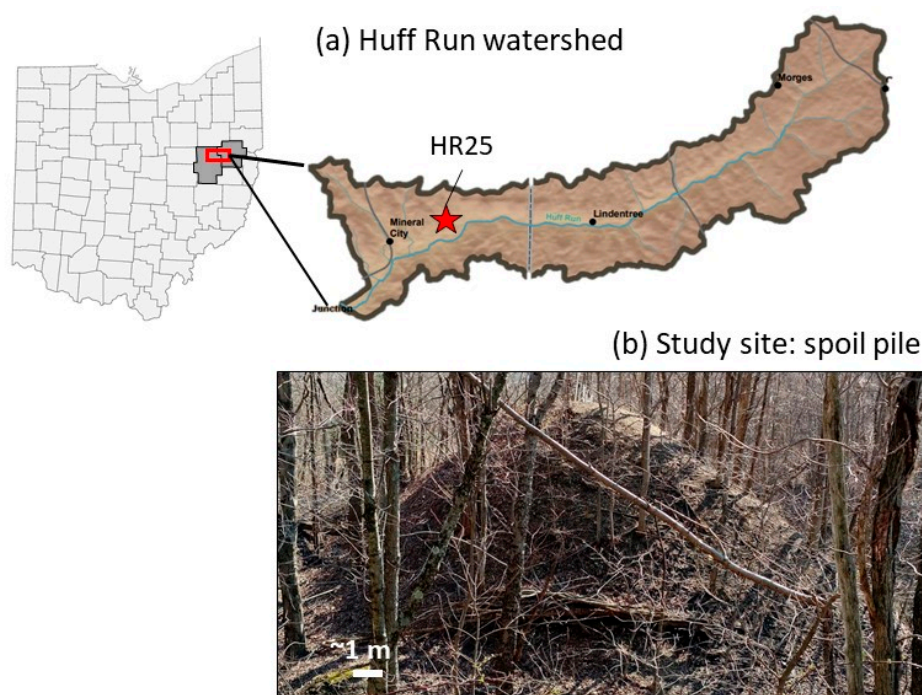 (a) Huff Run watershed
Morges
HR25
Mineral
City
Huff Run
Lindentree
Junction
(b) Study site: spoil pile
~1 m